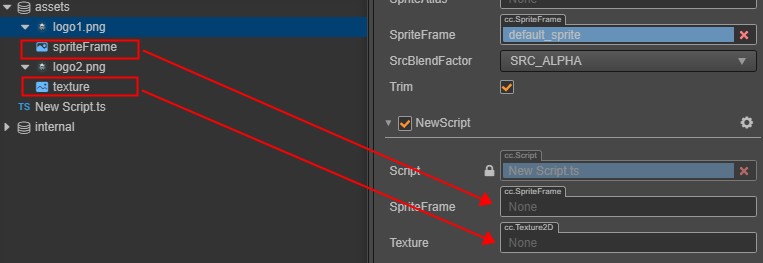 assets
logo1.png
spriteFrame
logo2.png
texture
TS New Script.ts
internal
SpriteAtlas
cc.SpriteFrame
SpriteFrame default_sprite
SrcBlendFactor SRC_ALPHA
Trim
NewScript
cc.Script
Script New Script.ts
cc.SpriteFrame
SpriteFrame None
cc.Texture2D
Texture None